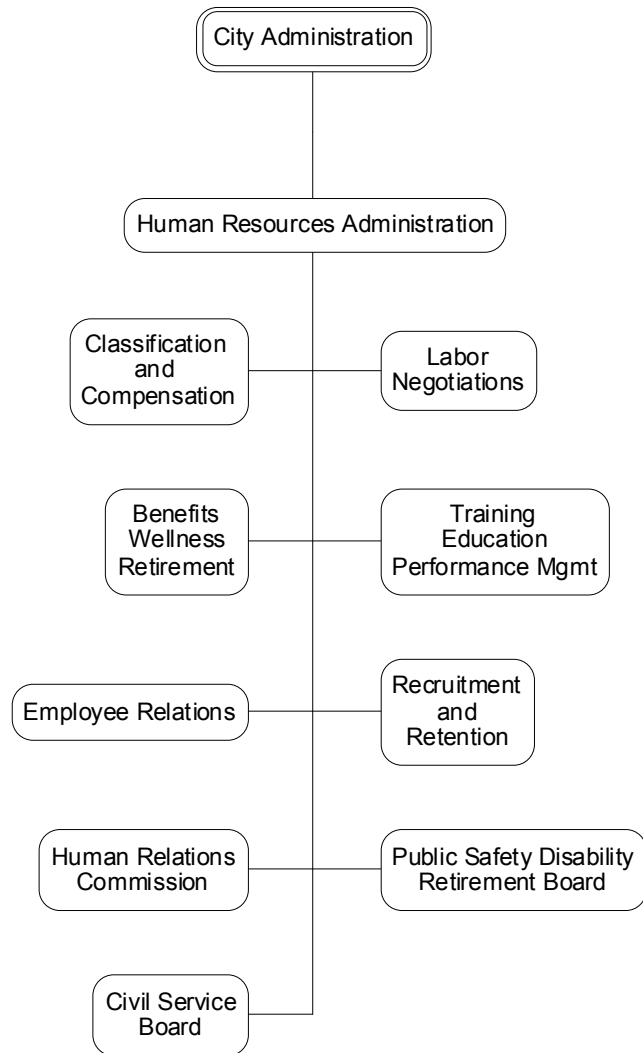 City Administration
Human Resources Administration
Classification
and
Compensation
Labor
Negotiations
Benefits
Wellness
Retirement
Training
Education
Performance Mgmt
Employee Relations
Recruitment
and
Retention
Human Relations
Commission
Public Safety Disability
Retirement Board
Civil Service
Board